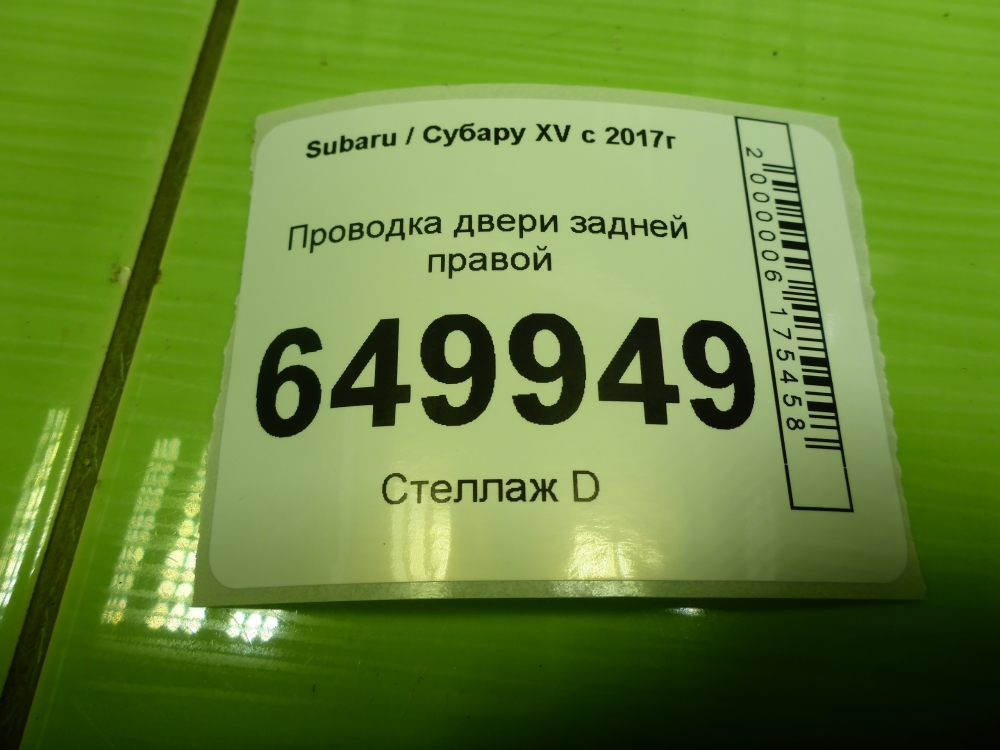 Subaru / Субару XV с 2017г
Проводка двери задней
правой
649949
Стеллаж D
2000006175458